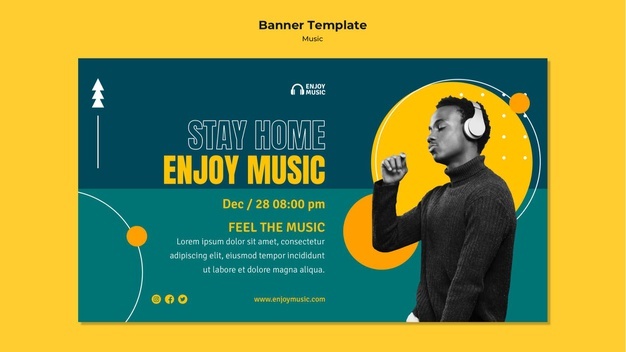 Banner Template
Music
ENJOY
MUSIC
STAY HOME
ENJOY MUSIC
Dec / 28 08:00 pm
FEEL THE MUSIC
Lorem ipsum dolor sit amet, consectetur
adipiscing elit, eiusmod tempor incididunt
ut labore et dolore magna aliqua.
www.enjoymusic.com